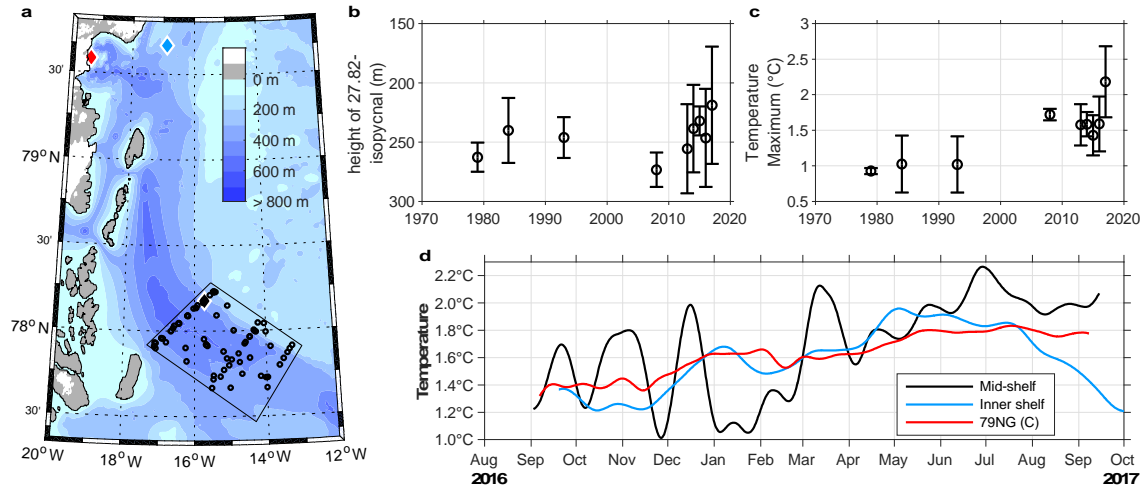 a
30'
79° N
30'
78° N
30'
20°W
18°W
16°W
14°W
12°W
0 m
200 m
400 m
600 m
> 800 m
b
height of 27.82-
isopycnal (m)
150
200
250
300
1970
1980
1990
2000
2010
2020
c
Temperature
Maximum (°C)
3
2.5
2
1.5
1
0.5
1970
1980
1990
2000
2010
2020
d
Temperature
2.2°C
2.0°C
1.8°C
1.6°C
1.4°C
1.2°C
1.0°C
Mid-shelf
Inner shelf
79NG (C)
Aug
Sep
Oct
Nov
Dec
Jan
Feb
Mar
Apr
May
Jun
Jul
Aug
Sep
Oct
2016
2017